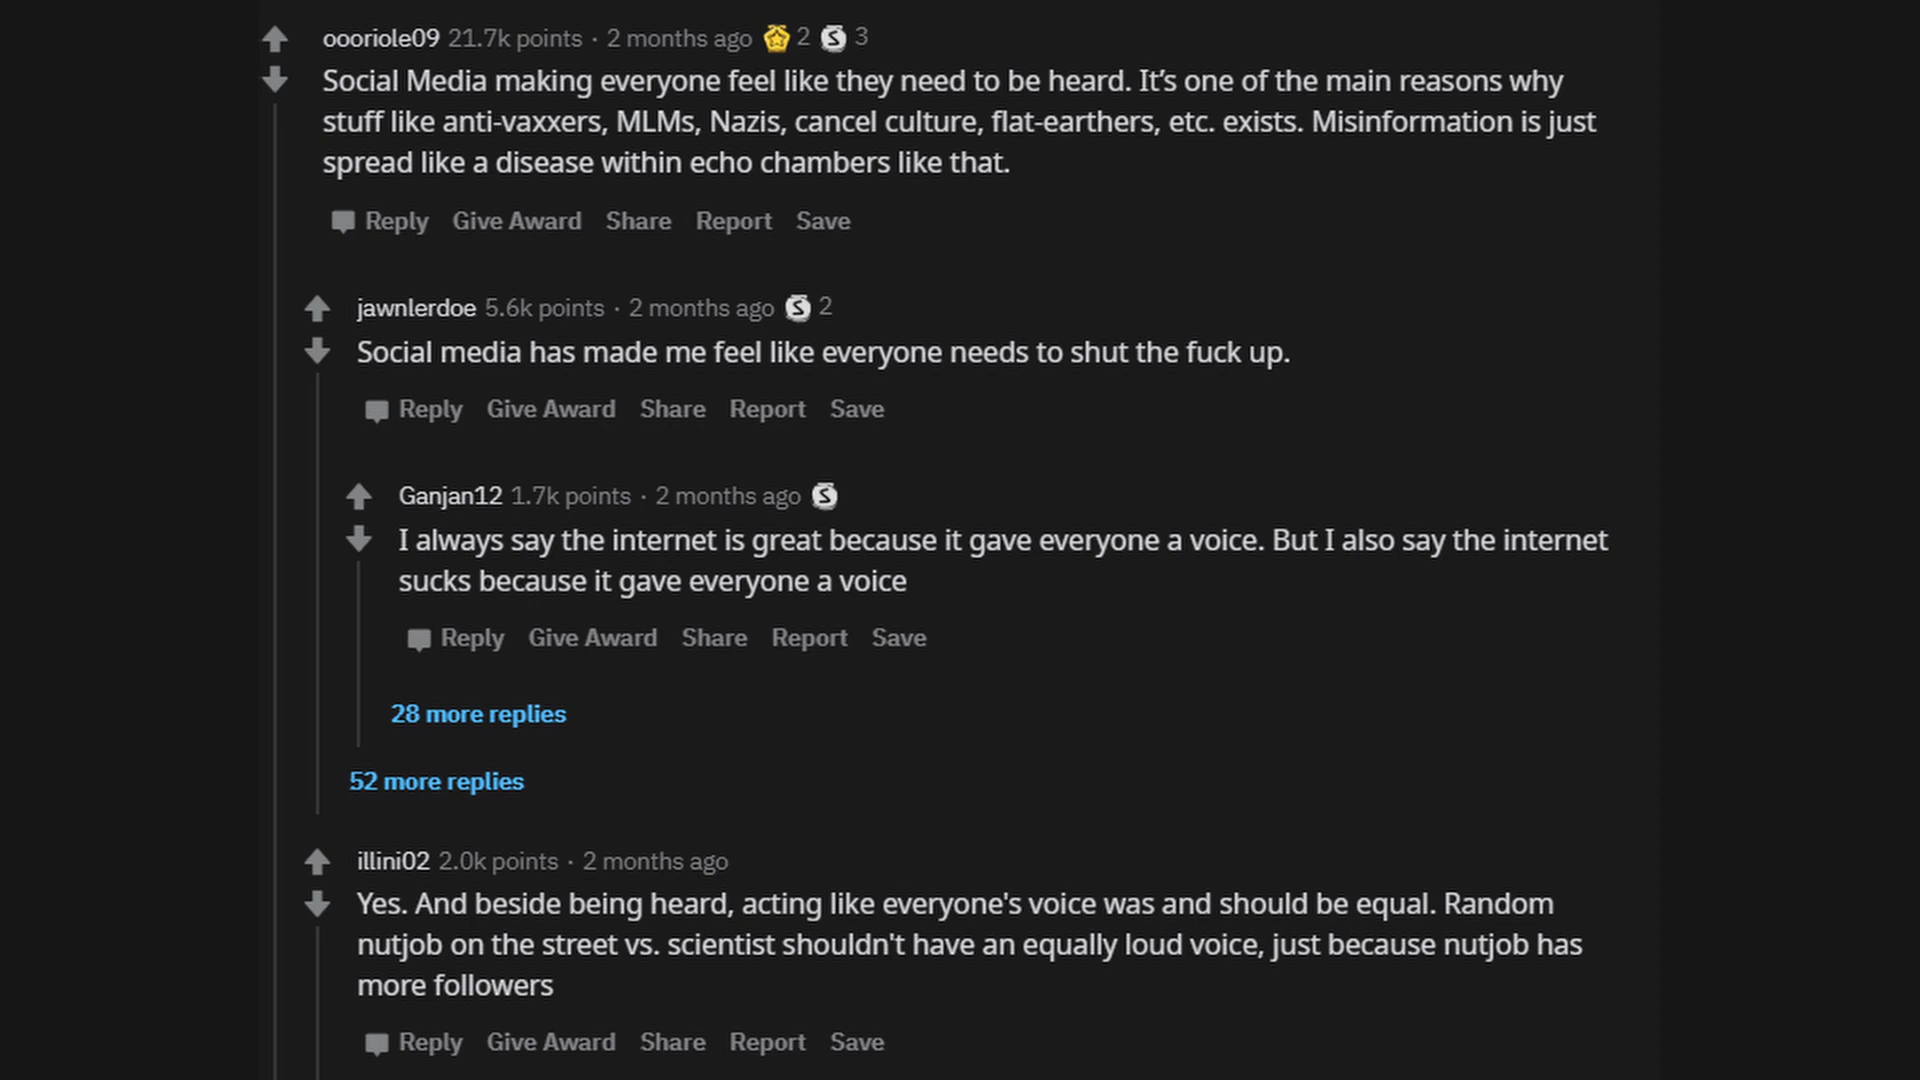 oooriole09 21.7k points · 2 months ago 2 S 3
Social Media making everyone feel like they need to be heard. It’s one of the main reasons why
stuff like anti-vaxxers, MLMs, Nazis, cancel culture, flat-earthers, etc. exists. Misinformation is just
spread like a disease within echo chambers like that.
Reply Give Award Share Report Save
jawnlerdoe 5.6k points · 2 months ago S 2
Social media has made me feel like everyone needs to shut the fuck up.
Reply Give Award Share Report Save
Ganjan12 1.7k points · 2 months ago S
I always say the internet is great because it gave everyone a voice. But I also say the internet
sucks because it gave everyone a voice
Reply Give Award Share Report Save
28 more replies
52 more replies
illini02 2.0k points · 2 months ago
Yes. And beside being heard, acting like everyone's voice was and should be equal. Random
nutjob on the street vs. scientist shouldn't have an equally loud voice, just because nutjob has
more followers
Reply Give Award Share Report Save